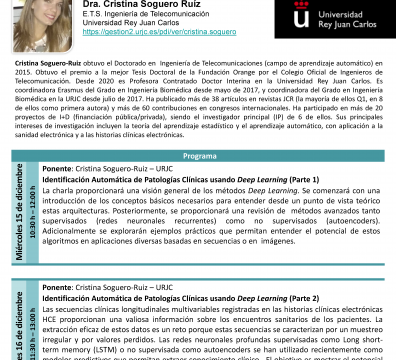 Dra. Cristina Soguero Ruíz
E.T.S. Ingeniería de Telecomunicación
Universidad Rey Juan Carlos
https://gestion2.urjc.es/pdi/ver/cristina.soguero
Universidad
Rey Juan Carlos
Cristina Soguero-Ruiz obtuvo el Doctorado en Ingeniería de Telecomunicaciones (campo de aprendizaje automático) en
2015. Obtuvo el premio a la mejor Tesis Doctoral de la Fundación Orange por el Colegio Oficial de Ingenieros de
Telecomunicación. Desde 2020 es Profesora Contratado Doctor Interina en la Universidad Rey Juan Carlos. Es
coordinadora Erasmus del Grado en Ingeniería Biomédica desde mayo de 2017, y coordinadora del Grado en Ingeniería
Biomédica en la URJC desde julio de 2017. Ha publicado más de 38 artículos en revistas JCR (la mayoría de ellos Q1, en 8
de ellos como primera autora) y más de 60 contribuciones en congresos internacionales. Ha participado en más de 20
proyectos de I+D (financiación pública/privada), siendo el investigador principal (IP) de 6 de ellos. Sus principales
intereses de investigación incluyen la teoría del aprendizaje estadístico y el aprendizaje automático, con aplicación a la
sanidad electrónica y a las historias clínicas electrónicas.
Programa
Miércoles 15 de diciembre
10:30 h – 12:00 h
Ponente: Cristina Soguero-Ruiz – URJC
Identificación Automática de Patologías Clínicas usando Deep Learning (Parte 1)
La charla proporcionará una visión general de los métodos Deep Learning. Se comenzará con una
introducción de los conceptos básicos necesarios para entender desde un punto de vista teórico
estas arquitecturas. Posteriormente, se proporcionará una revisión de métodos avanzados tanto
supervisados (redes neuronales recurrentes) como no supervisados (autoencoders).
Adicionalmente se explorarán ejemplos prácticos que permitan entender el potencial de estos
algoritmos en aplicaciones diversas basadas en secuencias o en imágenes.
es 16 de diciembre
11:30 h – 13:00 h
Ponente: Cristina Soguero-Ruiz – URJC
Identificación Automática de Patologías Clínicas usando Deep Learning (Parte 2)
Las secuencias clínicas longitudinales multivariables registradas en las historias clínicas electrónicas
HCE proporcionan una valiosa información sobre los encuentros sanitarios de los pacientes. La
extracción eficaz de estos datos es un reto porque estas secuencias se caracterizan por un muestreo
irregular y por valores perdidos. Las redes neuronales profundas supervisadas como Long short-
term memory (LSTM) o no supervisada como autoencoders se han utilizado recientemente como